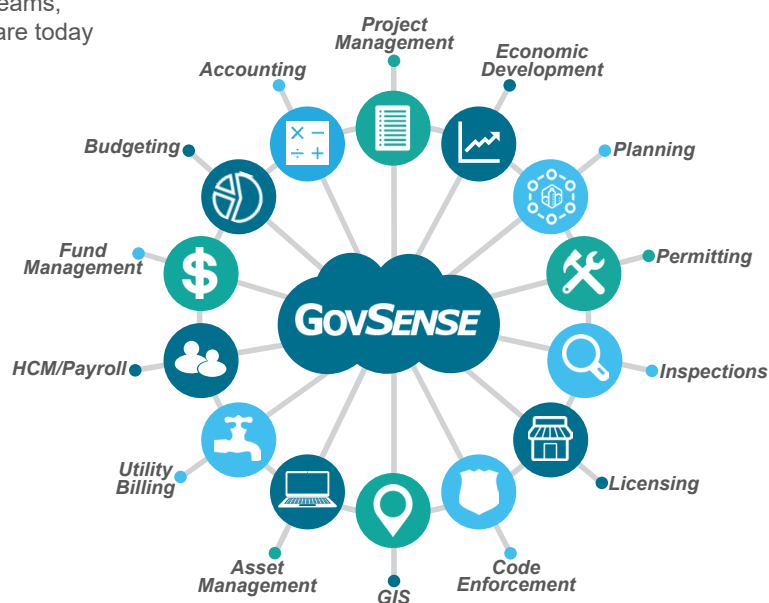 eams,
are today
Project
Management
Economic
Development
Accounting
Budgeting
Planning
Fund
Management
Permitting
GOVSENSE
HCM/Payroll
Inspections
Utility
Billing
Licensing
Asset
Management
Code
Enforcement
GIS